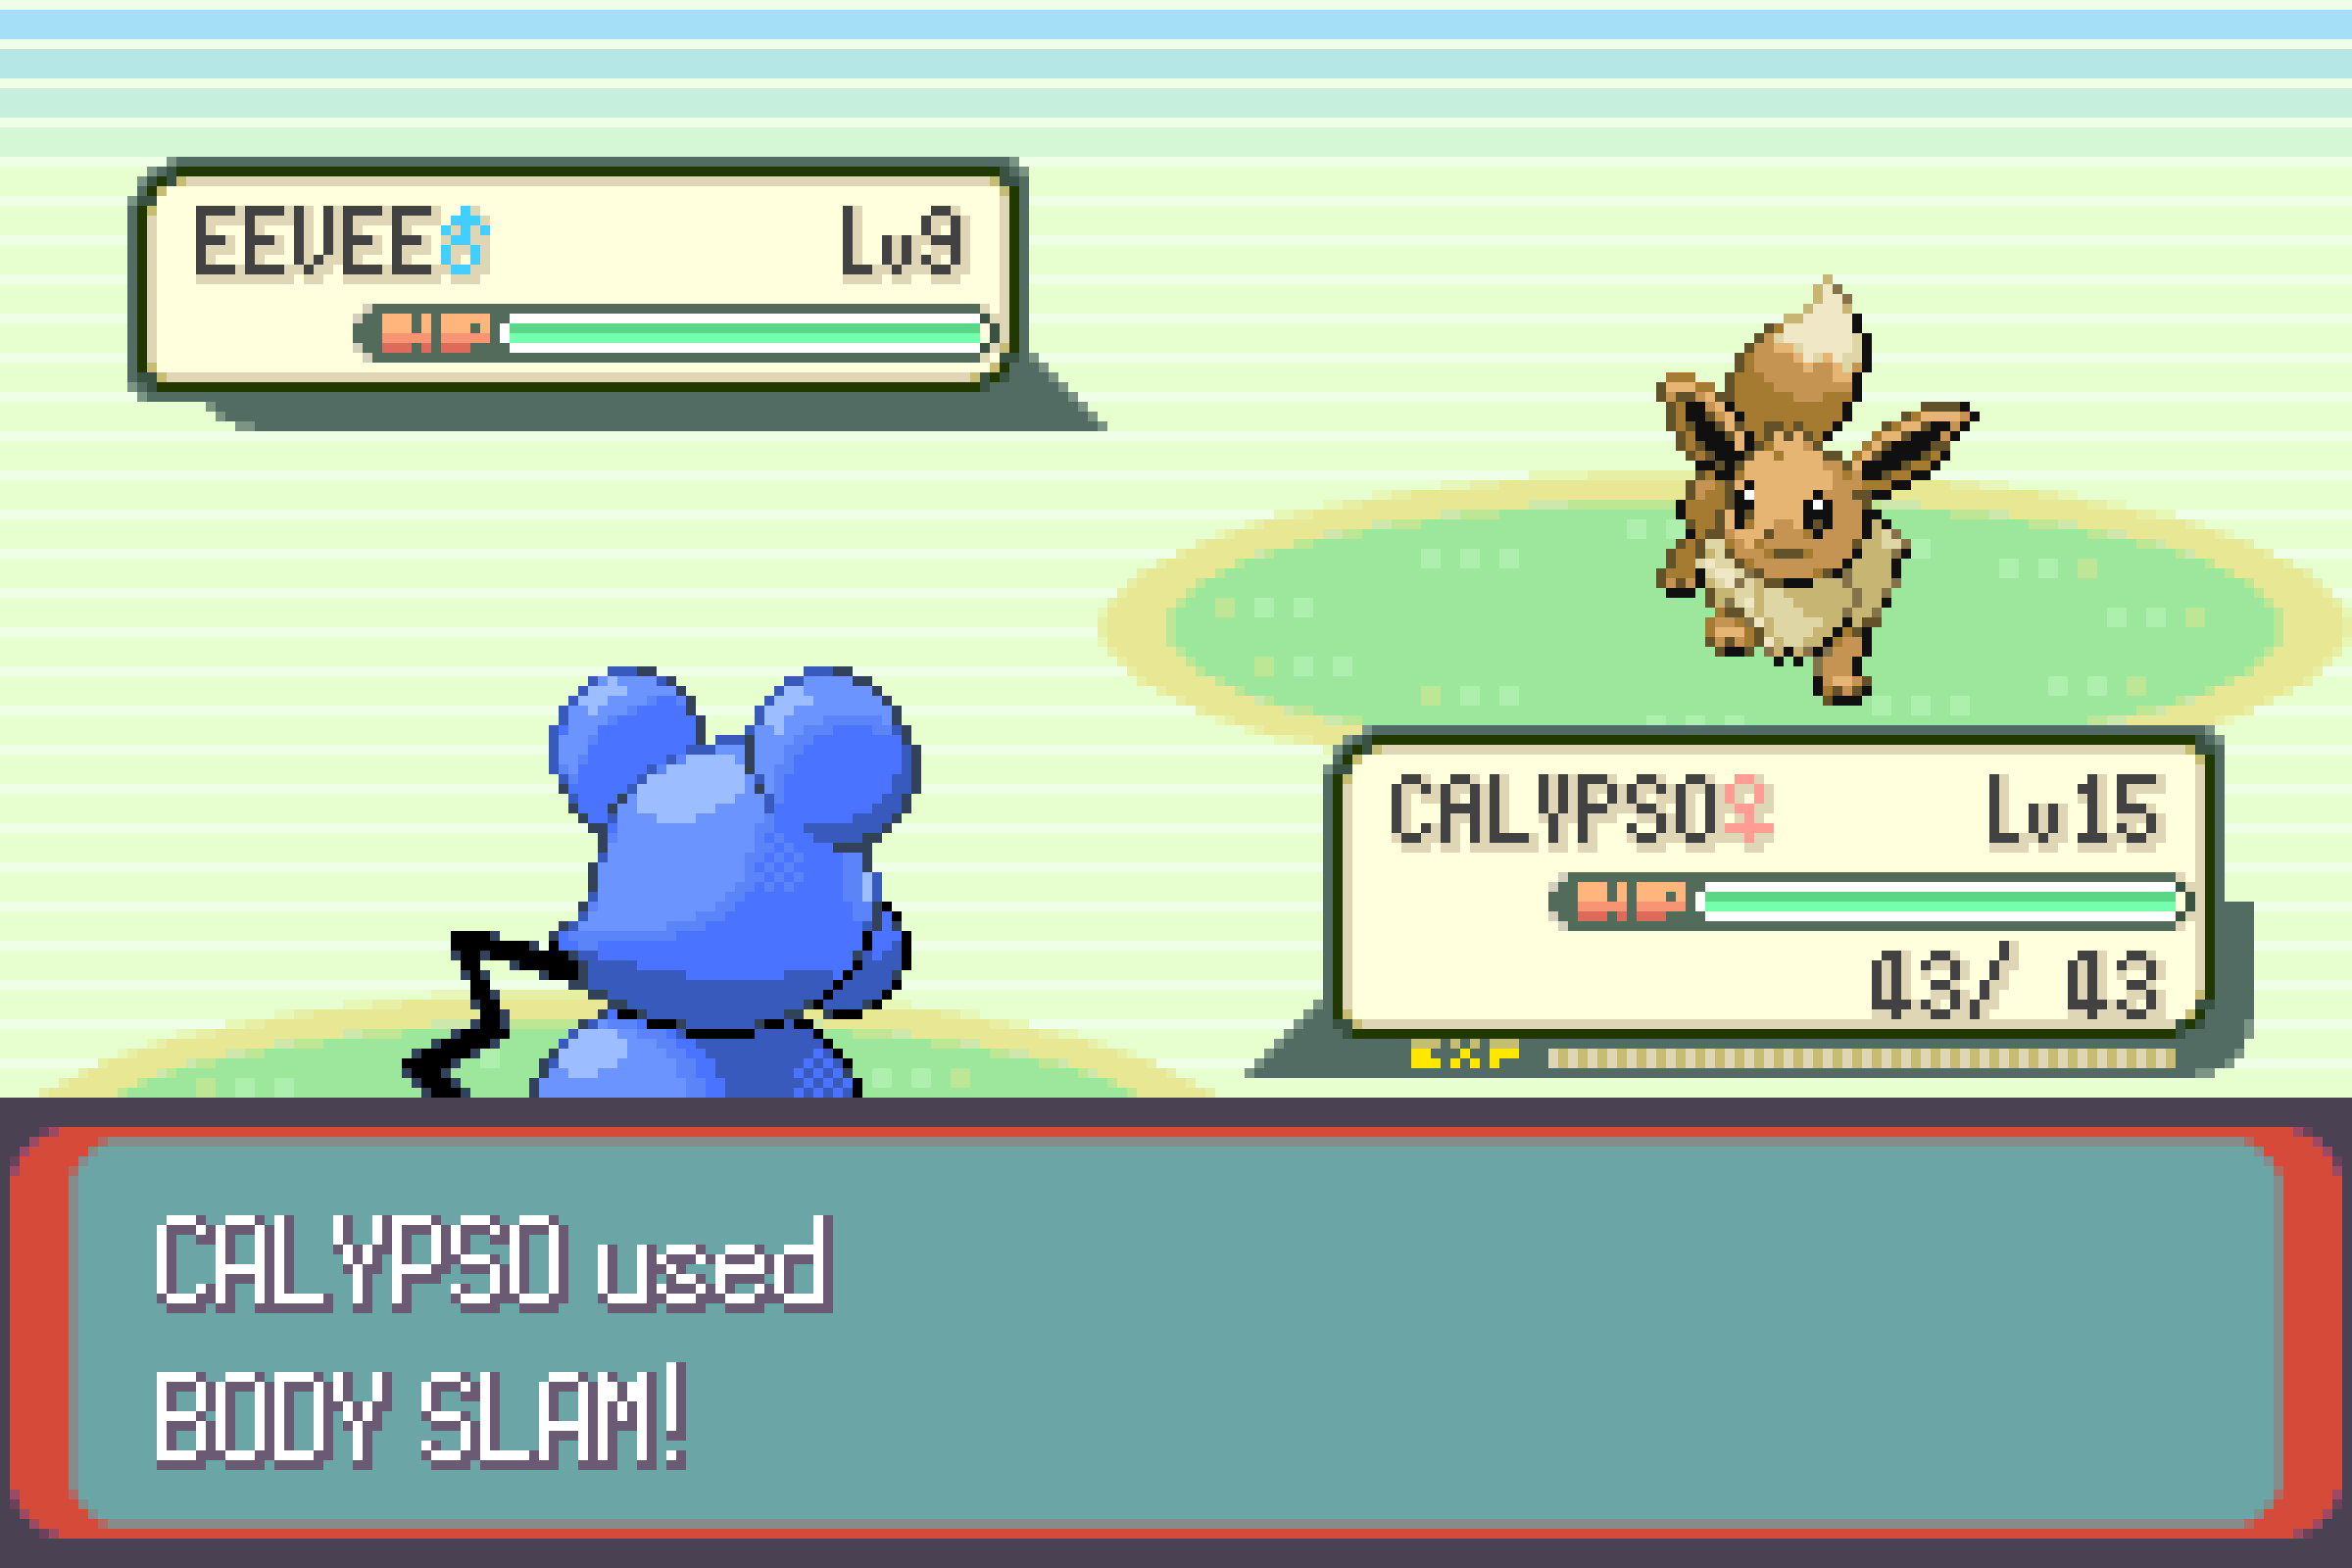 EEVEE♂ Lv9
HP
CALYPSO♀ Lv15
HP
43/ 43
EXP
CALYPSO used
BODY SLAM!